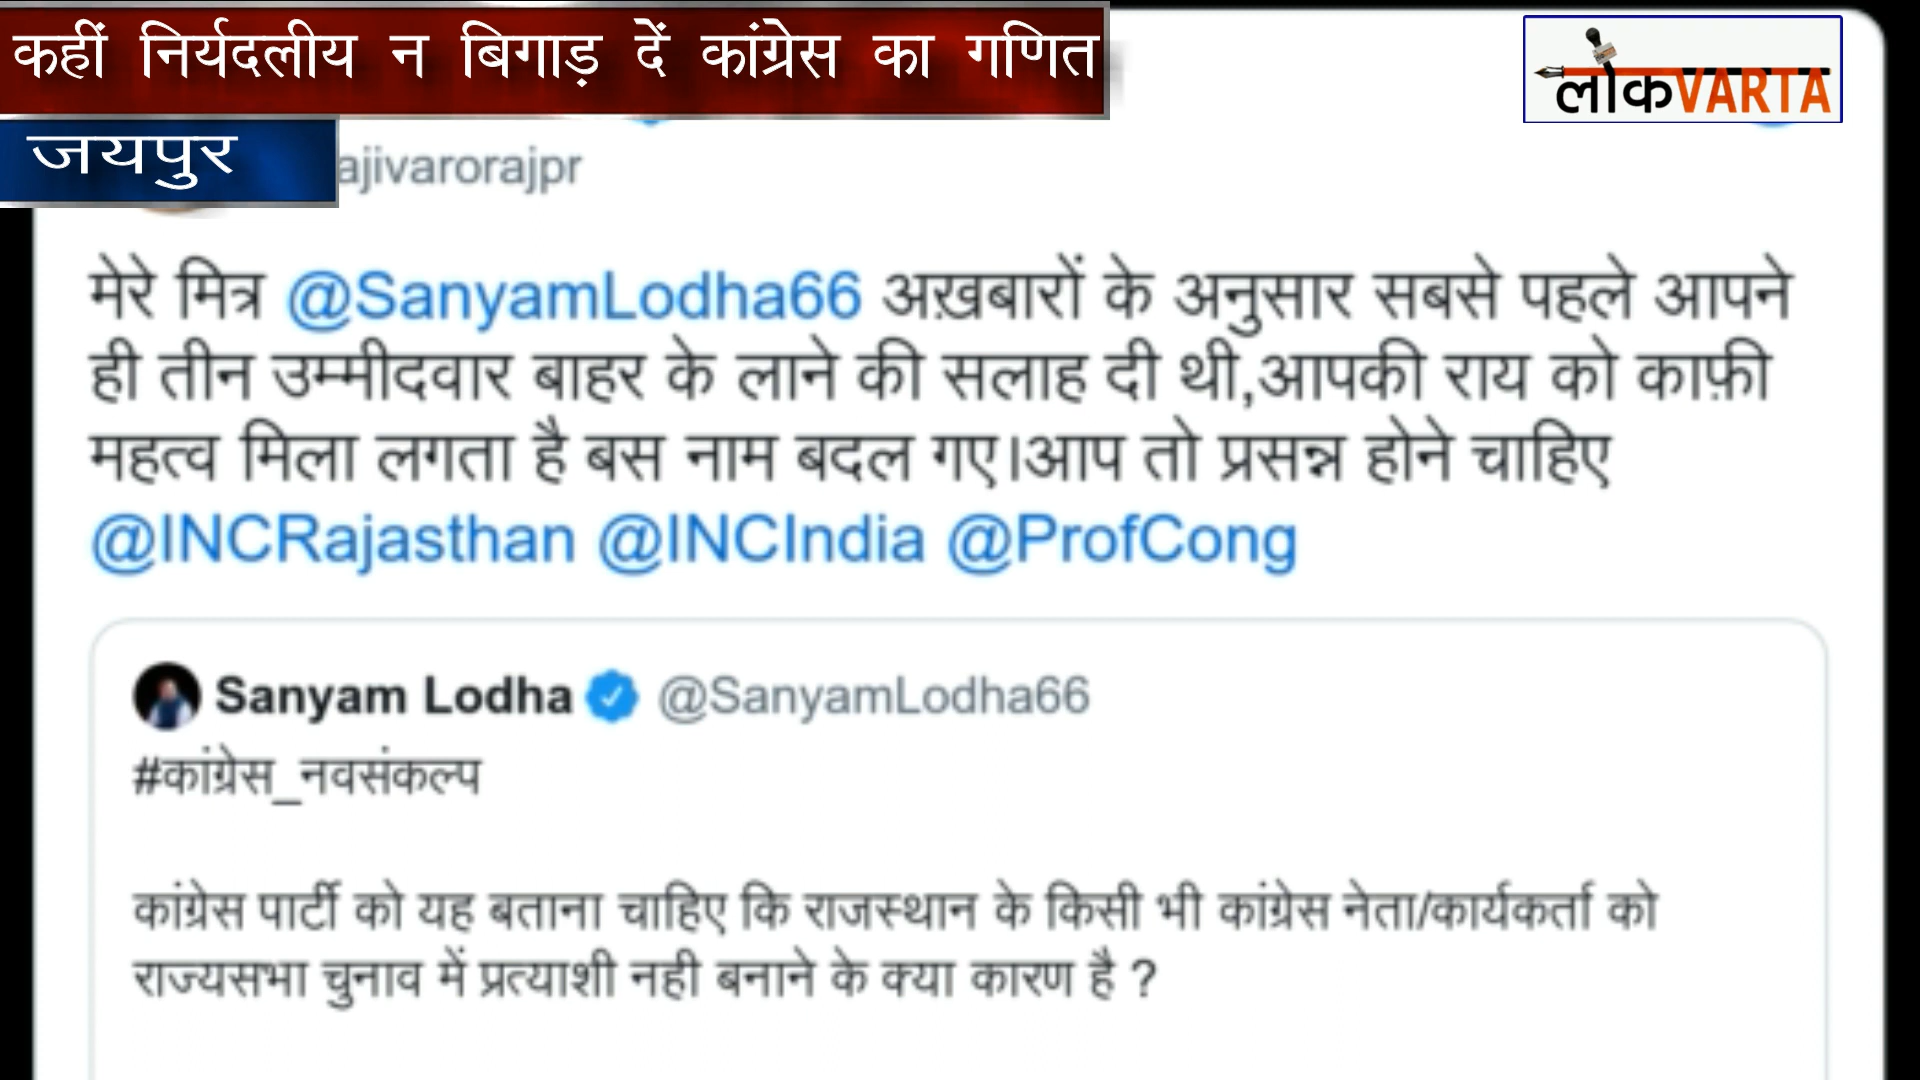 कहीं निर्यदलीय न बिगाड़ दें कांग्रेस का गणित
लोकVARTA
जयपुर
ajivarorajpr
मेरे मित्र @SanyamLodha66 अख़बारों के अनुसार सबसे पहले आपने
ही तीन उम्मीदवार बाहर के लाने की सलाह दी थी,आपकी राय को काफ़ी
महत्व मिला लगता है बस नाम बदल गए।आप तो प्रसन्न होने चाहिए
@INCRajasthan @INCIndia @ProfCong
Sanyam Lodha @SanyamLodha66
#कांग्रेस_नवसंकल्प
कांग्रेस पार्टी को यह बताना चाहिए कि राजस्थान के किसी भी कांग्रेस नेता/कार्यकर्ता को
राज्यसभा चुनाव में प्रत्याशी नही बनाने के क्या कारण है ?